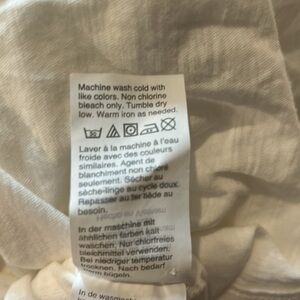 Machine wash cold with
like colors. Non chlorine
bleach only. Tumble dry
low. Warm iron as needed.
Laver à la machine à l'eau
froide avec des couleurs
similaires. Agent de
blanchiment non chloré
seulement. Sécher au
sèche-linge au cycle doux.
Repasser au fer tiède au
besoin.
In der maschine mit
ähnlichen farben kalt
waschen. Nur chlorfreies
bleichmittel verwenden.
Bei niedriger temperatur
trocknen. Nach bedarf
warm bügeln.
4
In de